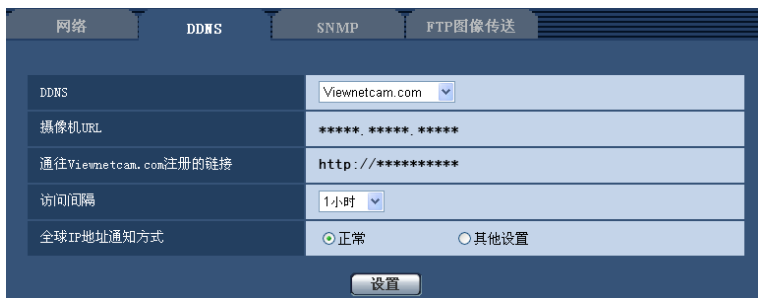 网络 DDNS SNMP FTP图像传送
DDNS Viewnetcam.com
摄像机URL *****.*****.*****
通往Viewnetcam.com注册的链接 http://**********
访问间隔 1小时
全球IP地址通知方式 正常 其他设置
设置